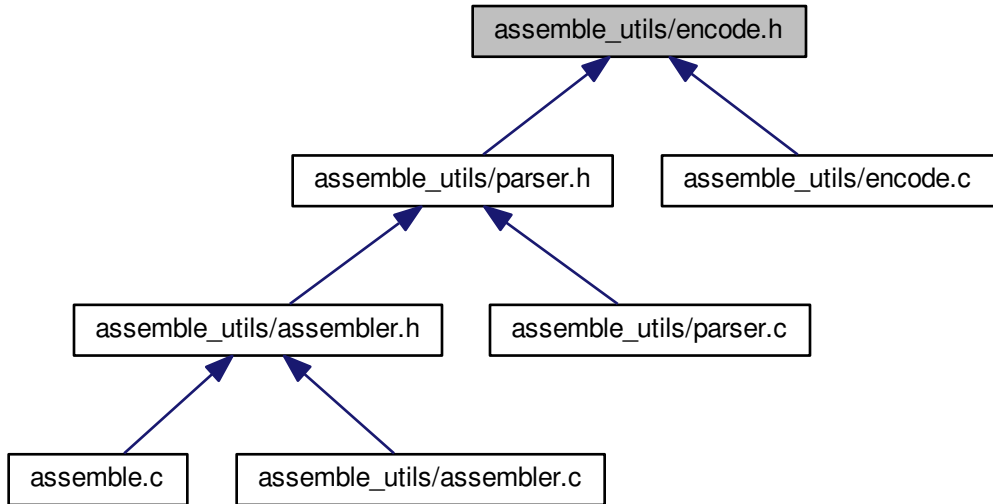 assemble_utils/encode.h
assemble_utils/parser.h
assemble_utils/encode.c
assemble_utils/assembler.h
assemble_utils/parser.c
assemble.c
assemble_utils/assembler.c